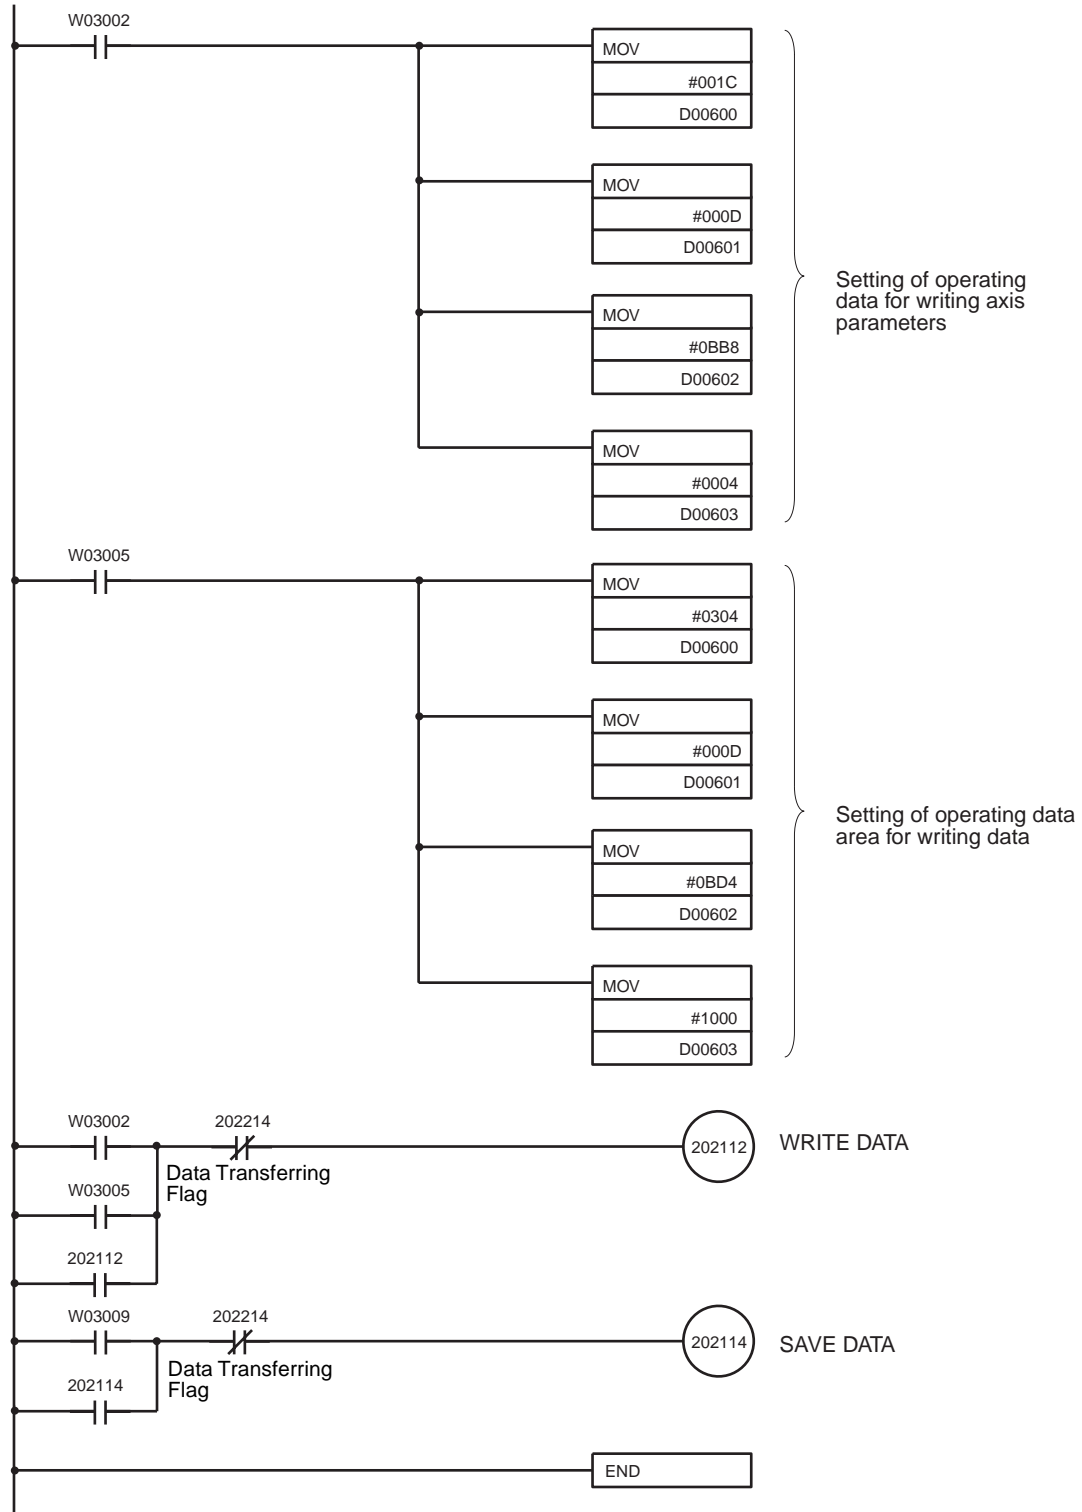 W03002
MOV
#001C
D00600
MOV
#000D
D00601
MOV
#0BB8
D00602
MOV
#0004
D00603
Setting of operating
data for writing axis
parameters
W03005
MOV
#0304
D00600
MOV
#000D
D00601
MOV
#0BD4
D00602
MOV
#1000
D00603
Setting of operating data
area for writing data
W03002
202214
202112
WRITE DATA
Data Transferring
Flag
W03005
202112
W03009
202214
202114
SAVE DATA
Data Transferring
Flag
202114
END